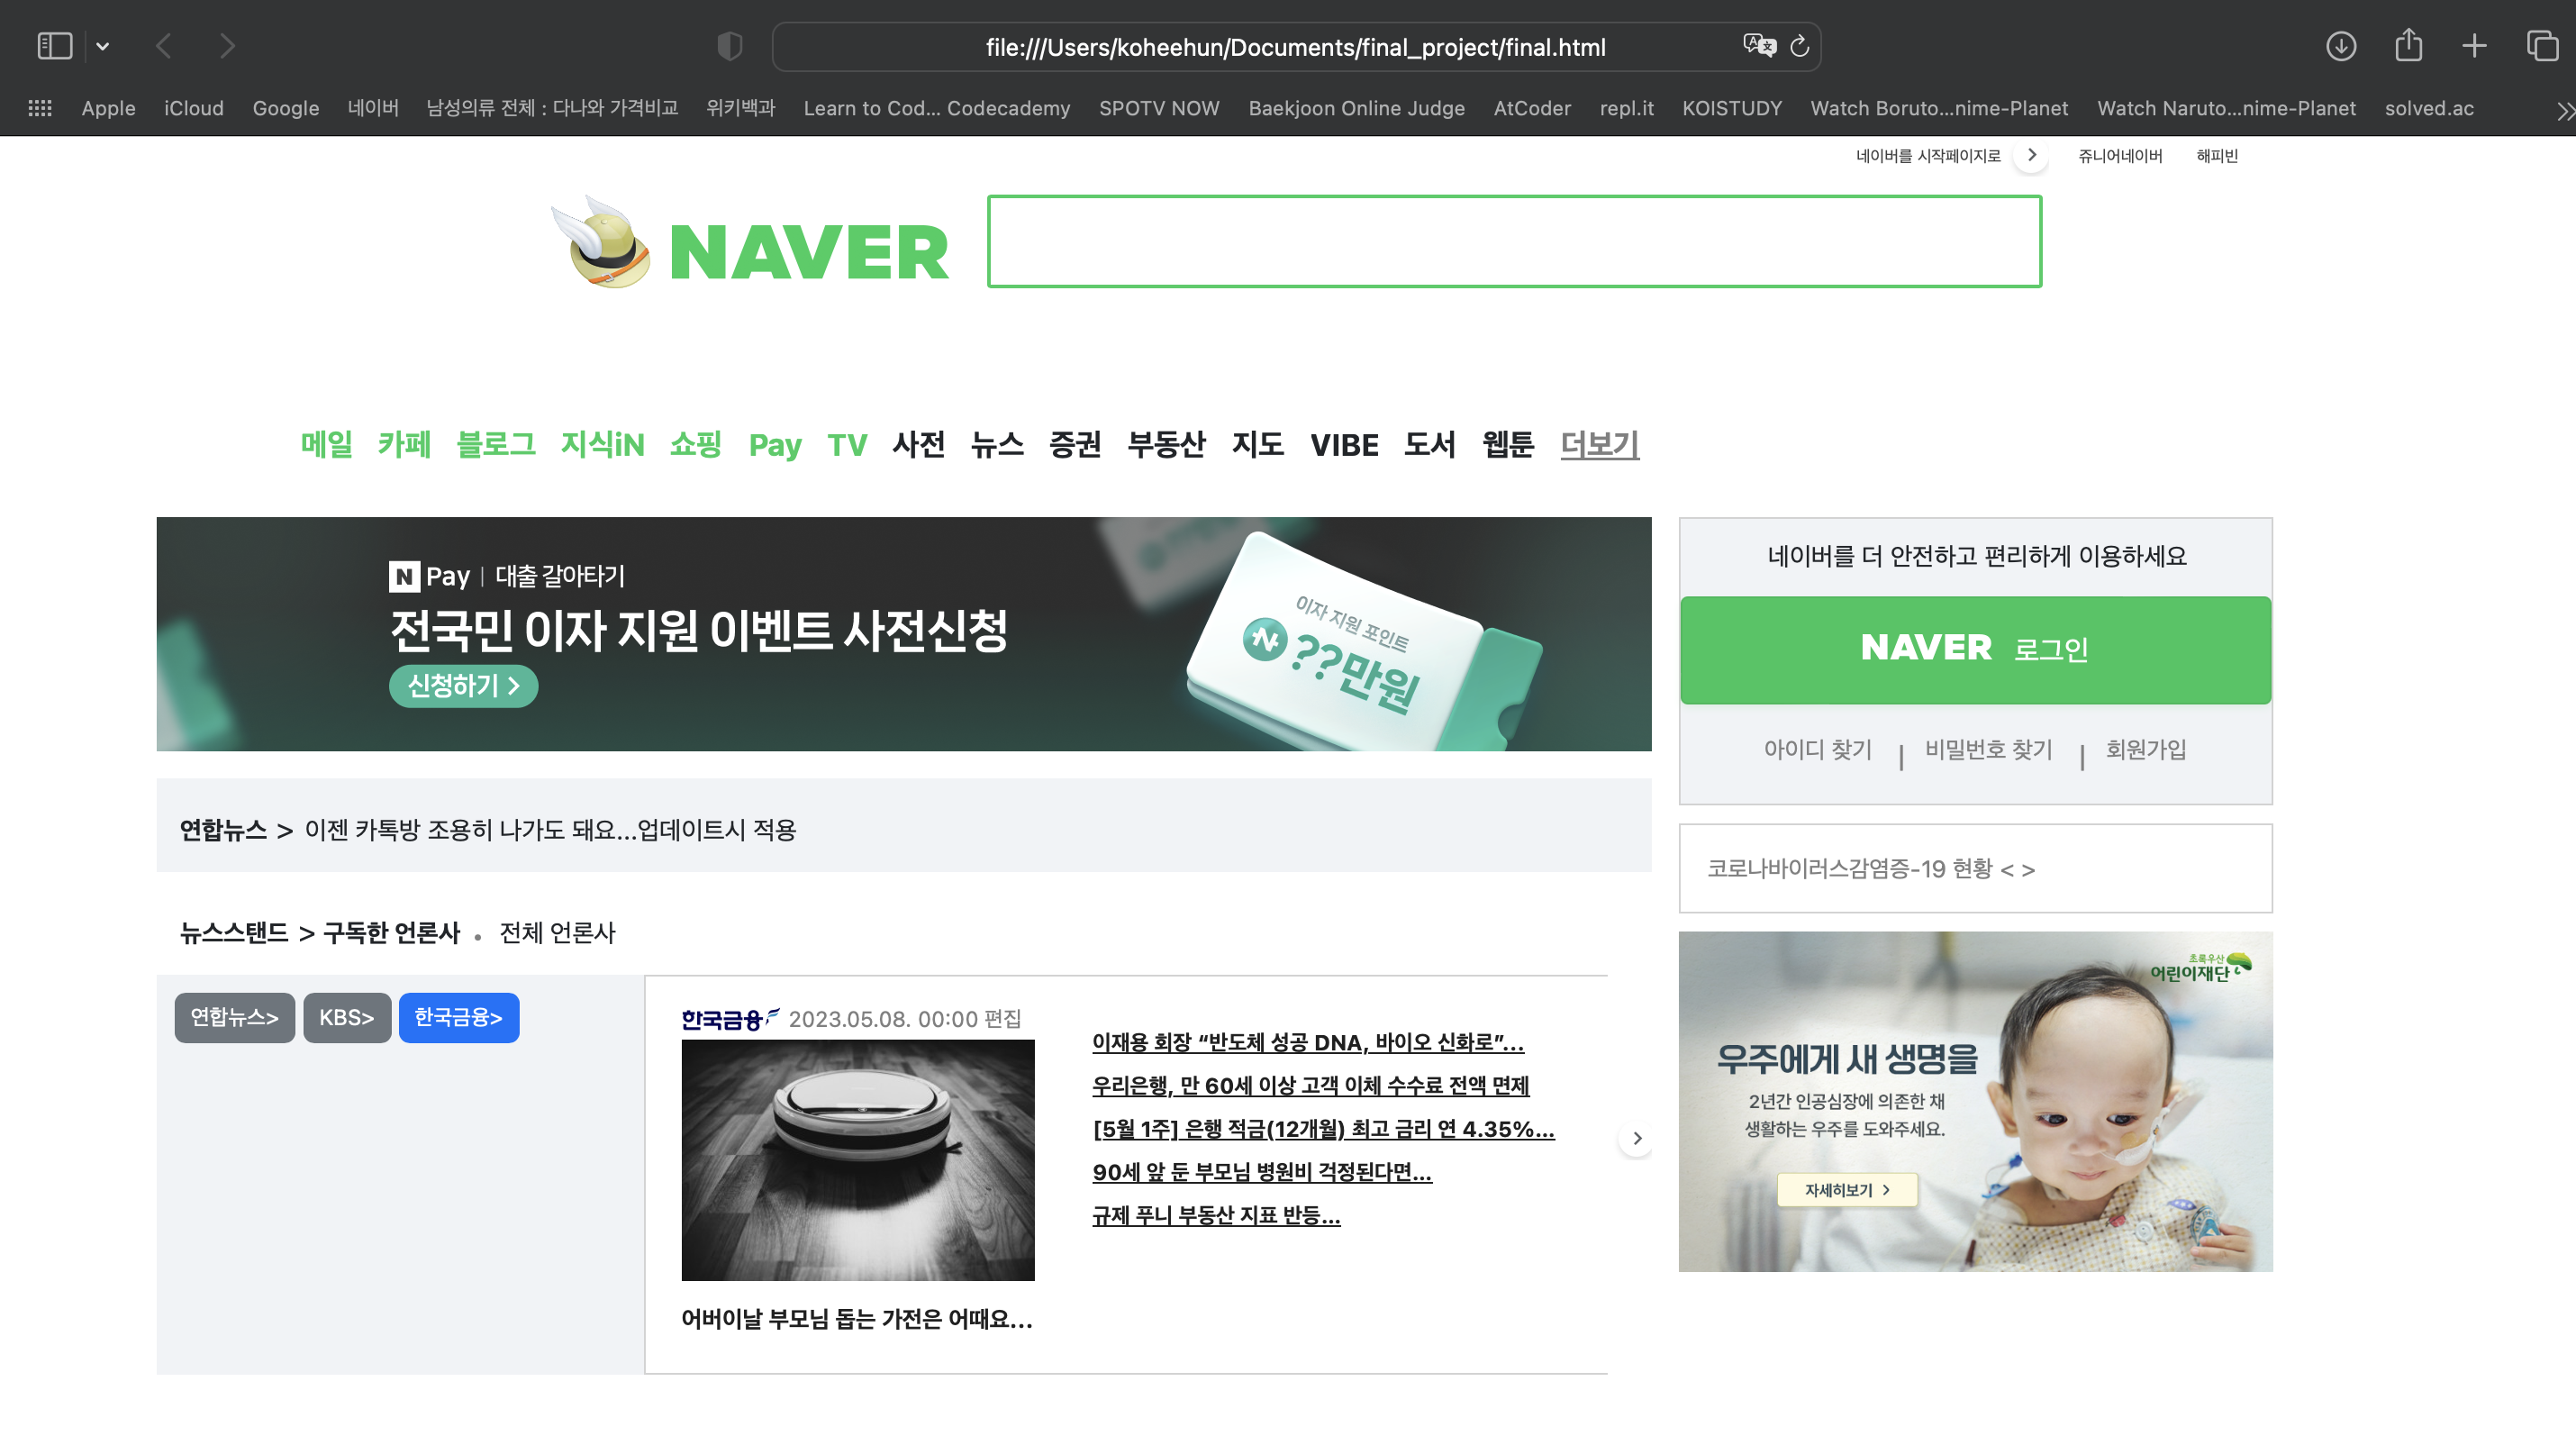 file:///Users/koheehun/Documents/final_project/final.html
Apple iCloud Google 네이버 남성의류 전체 : 다나와 가격비교 위키백과 Learn to Cod... Codecademy SPOTV NOW Baekjoon Online Judge AtCoder repl.it KOISTUDY Watch Boruto...nime-Planet Watch Naruto...nime-Planet solved.ac
네이버를 시작페이지로 쥬니어네이버 해피빈
NAVER
메일 카페 블로그 지식iN 쇼핑 Pay TV 사전 뉴스 증권 부동산 지도 VIBE 도서 웹툰 더보기
N Pay | 대출 갈아타기
전국민 이자 지원 이벤트 사전신청
신청하기 >
이자 지원 포인트
N ??만원
네이버를 더 안전하고 편리하게 이용하세요
NAVER 로그인
아이디 찾기 | 비밀번호 찾기 | 회원가입
연합뉴스 > 이젠 카톡방 조용히 나가도 돼요...업데이트시 적용
코로나바이러스감염증-19 현황 < >
뉴스스탠드 > 구독한 언론사 • 전체 언론사
연합뉴스> KBS> 한국금융>
한국금융 2023.05.08. 00:00 편집
어버이날 부모님 돕는 가전은 어때요...
이재용 회장 “반도체 성공 DNA, 바이오 신화로”...
우리은행, 만 60세 이상 고객 이체 수수료 전액 면제
[5월 1주] 은행 적금(12개월) 최고 금리 연 4.35%...
90세 앞 둔 부모님 병원비 걱정된다면...
규제 푸니 부동산 지표 반등...
초록우산
어린이재단
우주에게 새 생명을
2년간 인공심장에 의존한 채
생활하는 우주를 도와주세요.
자세히보기 >